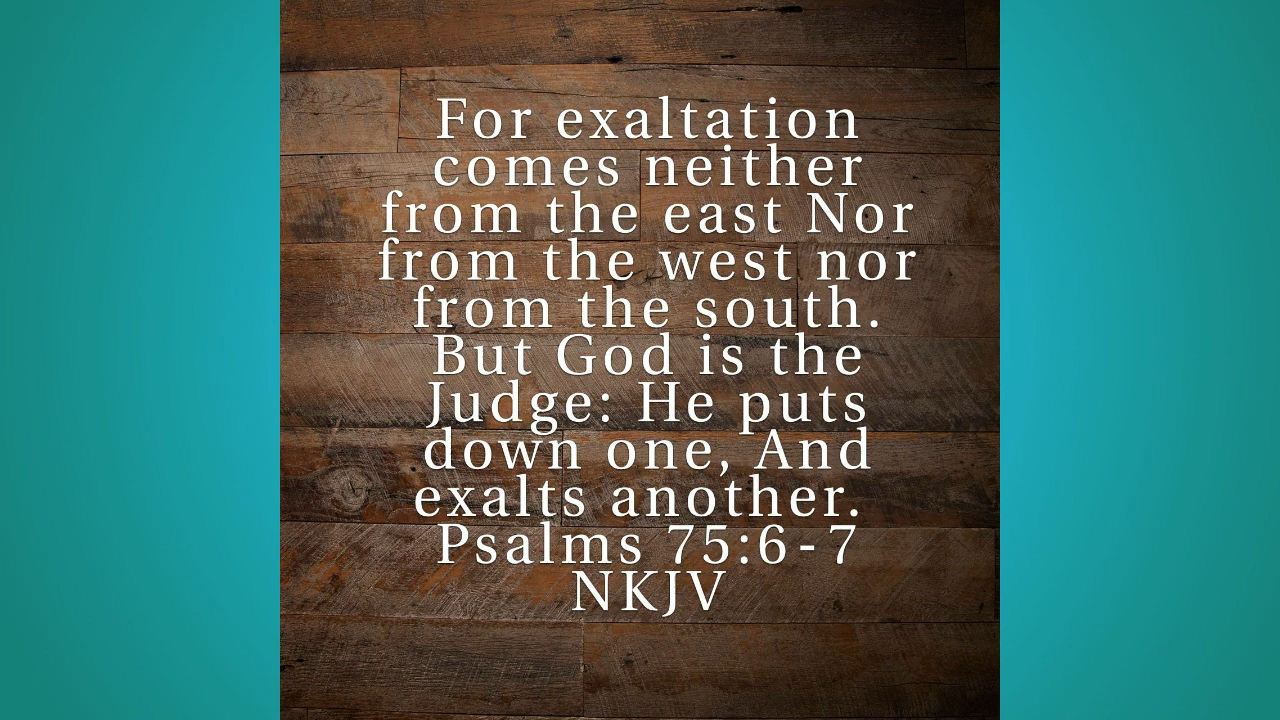 For exaltation
comes neither
from the east Nor
from the west nor
from the south.
But God is the
Judge: He puts
down one, And
exalts another.
Psalms 75:6-7
NKJV